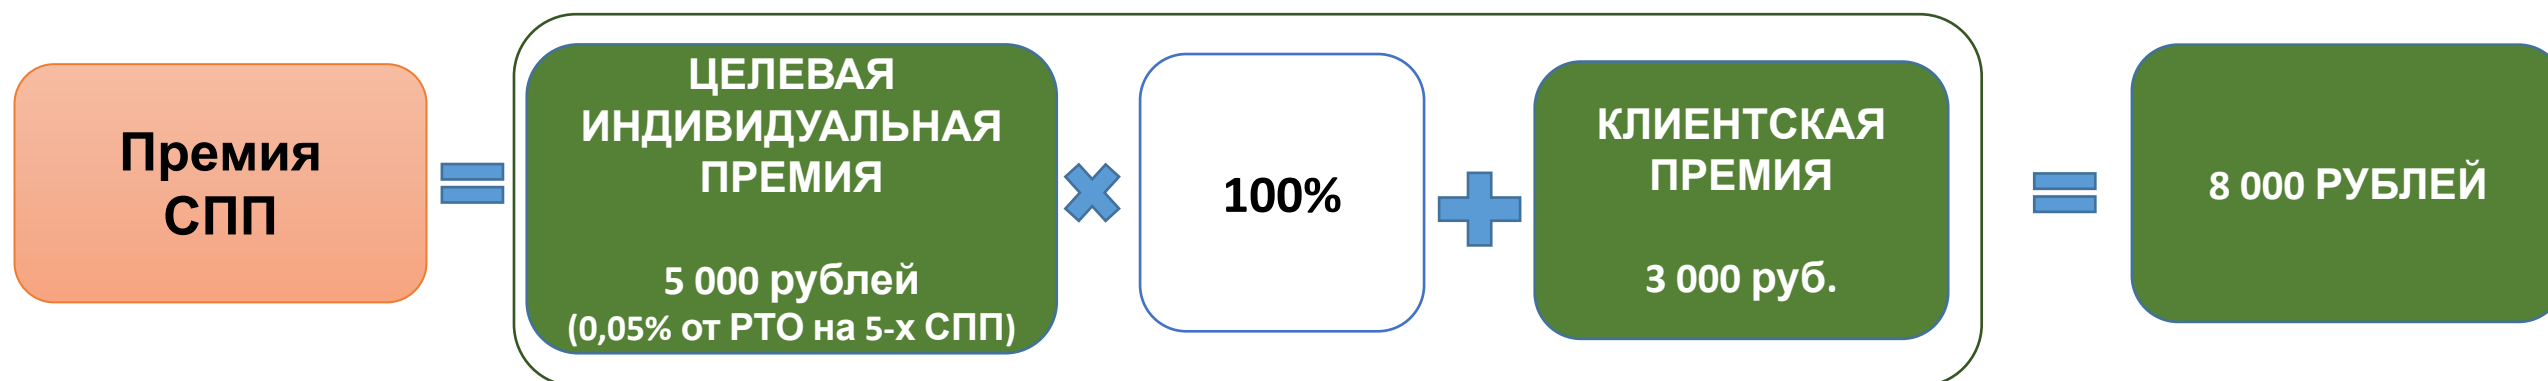 Премия
СПП
ЦЕЛЕВАЯ
ИНДИВИДУАЛЬНАЯ
ПРЕМИЯ
5 000 рублей
(0,05% от РТО на 5-х СПП)
100%
КЛИЕНТСКАЯ
ПРЕМИЯ
3 000 руб.
8 000 РУБЛЕЙ